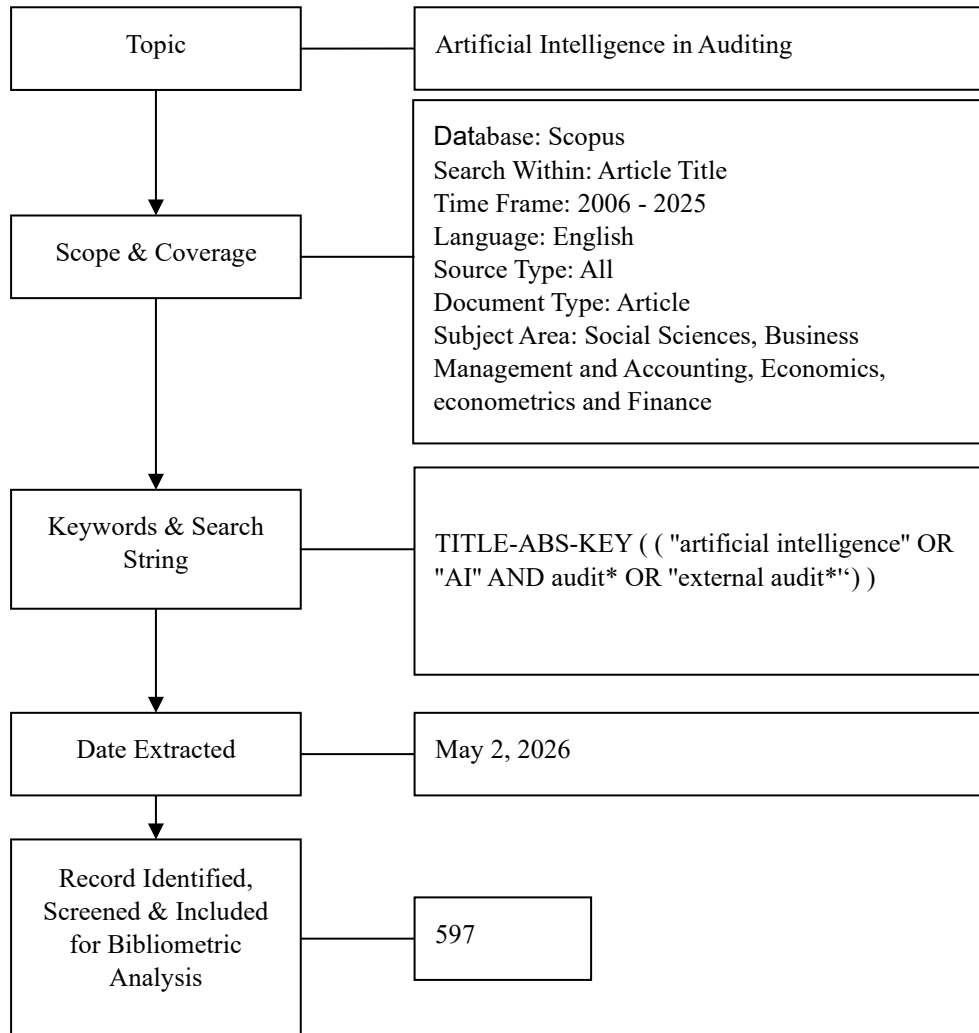 Topic
Artificial Intelligence in Auditing
Scope & Coverage
Database: Scopus
Search Within: Article Title
Time Frame: 2006 - 2025
Language: English
Source Type: All
Document Type: Article
Subject Area: Social Sciences, Business
Management and Accounting, Economics,
econometrics and Finance
Keywords & Search
String
TITLE-ABS-KEY ( ( "artificial intelligence" OR
"AI" AND audit* OR "external audit*"‘) )
Date Extracted
May 2, 2026
Record Identified,
Screened & Included
for Bibliometric
Analysis
597